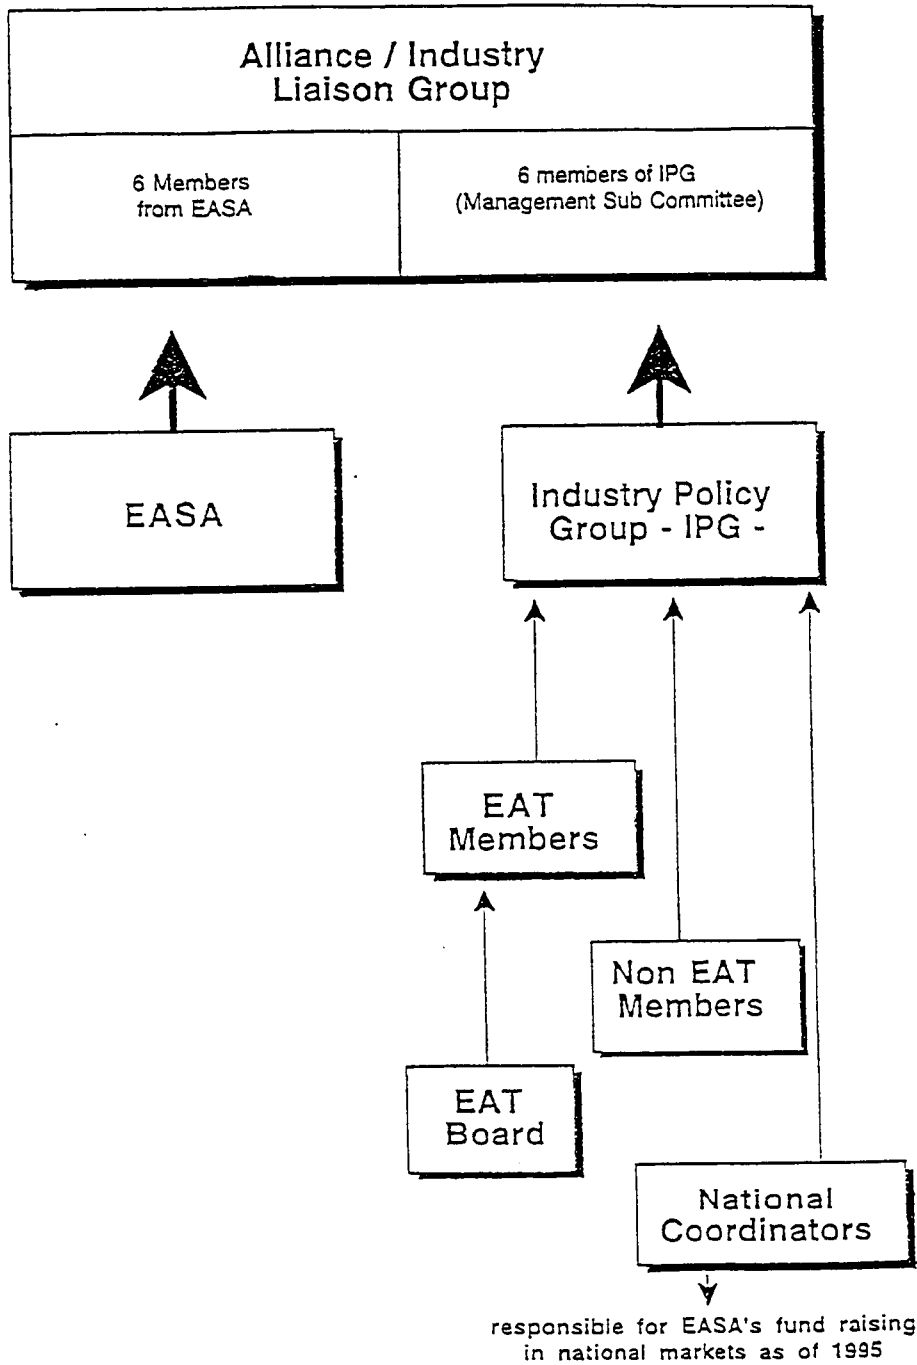 Alliance / Industry
Liaison Group
6 Members
from EASA
6 members of IPG
(Management Sub Committee)
EASA
Industry Policy
Group - IPG -
EAT
Members
Non EAT
Members
EAT
Board
National
Coordinators
responsible for EASA's fund raising
in national markets as of 1995